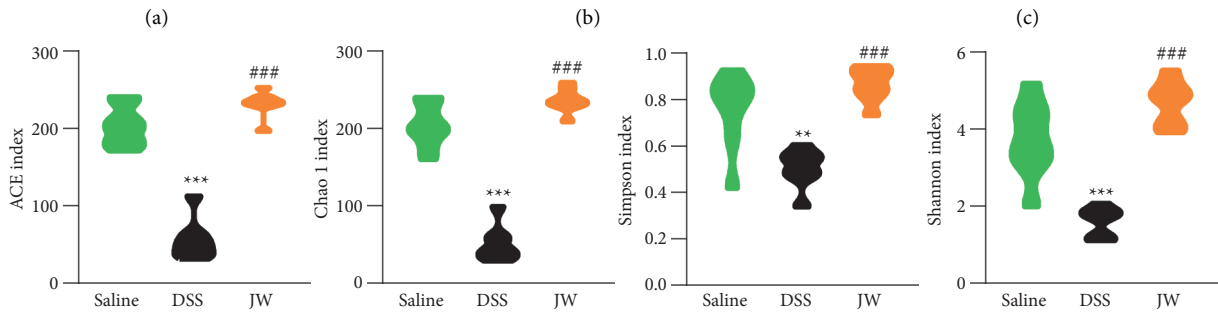 (a)
(b)
(c)
ACE index
300
200
100
0
***
###
Saline
DSS
JW
Chao 1 index
300
200
100
0
***
###
Saline
DSS
JW
Simpson index
1.0
0.8
0.6
0.4
0.2
0.0
**
###
Saline
DSS
JW
Shannon index
6
4
2
0
***
###
Saline
DSS
JW